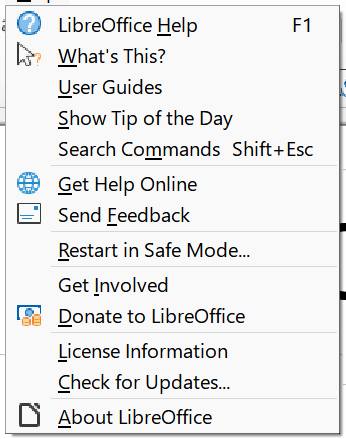 LibreOffice Help F1
What's This?
User Guides
Show Tip of the Day
Search Commands Shift+Esc
Get Help Online
Send Feedback
Restart in Safe Mode...
Get Involved
Donate to LibreOffice
License Information
Check for Updates...
About LibreOffice